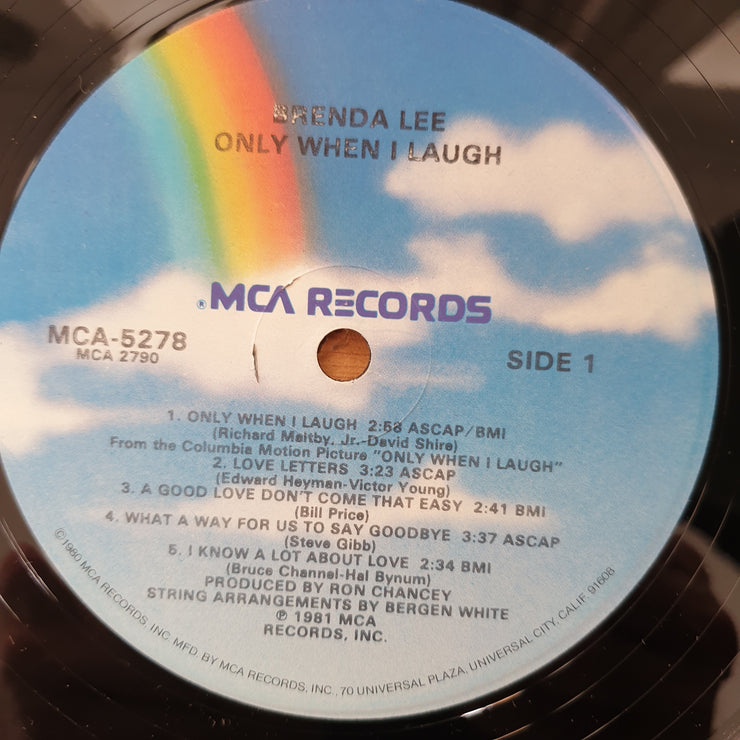 BRENDA LEE
ONLY WHEN I LAUGH
® MCA RECORDS
MCA-5278
MCA 2790
SIDE 1
1. ONLY WHEN I LAUGH 2:58 ASCAP/BMI
(Richard Maltby, Jr.-David Shire)
From the Columbia Motion Picture "ONLY WHEN I LAUGH"
2. LOVE LETTERS 3:23 ASCAP
(Edward Heyman-Victor Young)
3. A GOOD LOVE DON'T COME THAT EASY 2:41 BMI
(Bill Price)
4. WHAT A WAY FOR US TO SAY GOODBYE 3:37 ASCAP
(Steve Gibb)
5. I KNOW A LOT ABOUT LOVE 2:34 BMI
(Bruce Channel-Hal Bynum)
PRODUCED BY RON CHANCEY
STRING ARRANGEMENTS BY BERGEN WHITE
℗ 1981 MCA
RECORDS, INC.
©1980 MCA RECORDS, INC. MFD. BY MCA RECORDS, INC., 70 UNIVERSAL PLAZA, UNIVERSAL CITY, CALIF. 91608